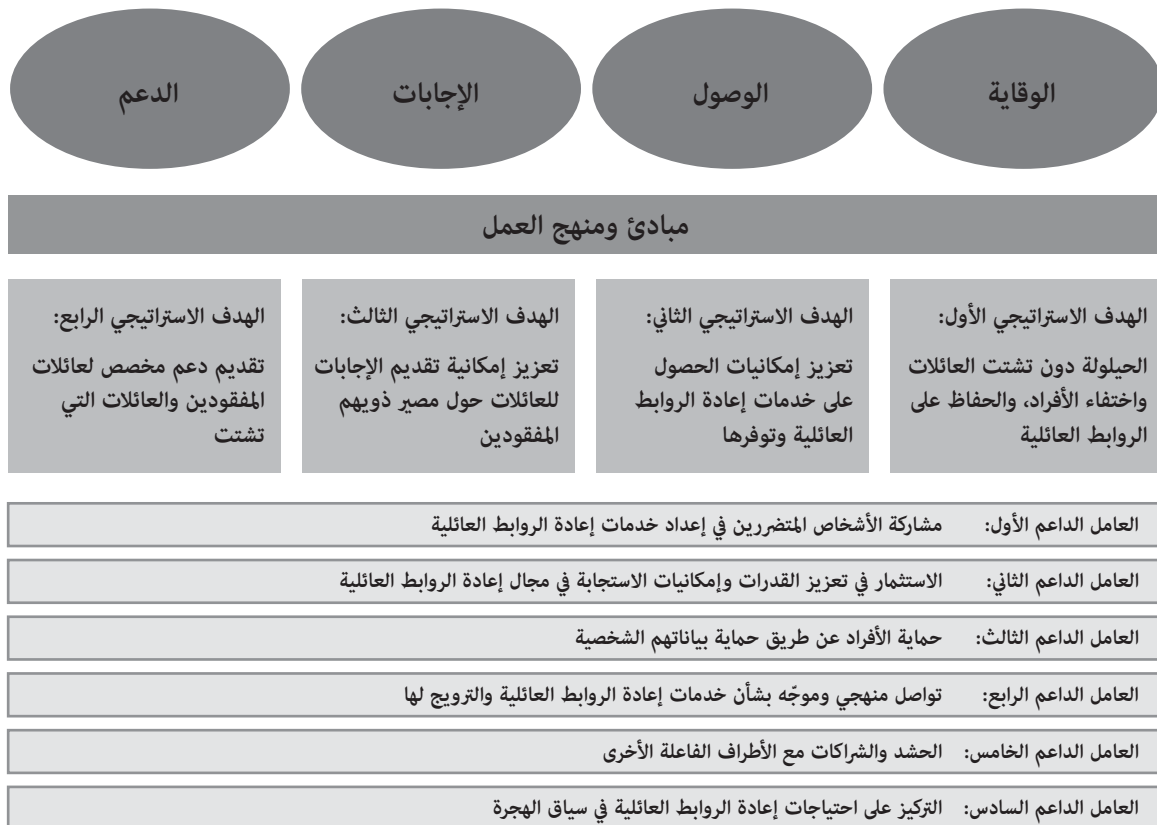 الوقاية
الوصول
الإجابات
الدعم
مبادئ ومنهج العمل
الهدف الاستراتيجي الأول:
الحيلولة دون تشتت العائلات
واختفاء الأفراد، والحفاظ على
الروابط العائلية
الهدف الاستراتيجي الثاني:
تعزيز إمكانيات الحصول
على خدمات إعادة الروابط
العائلية وتوفرها
الهدف الاستراتيجي الثالث:
تعزيز إمكانية تقديم الإجابات
للعائلات حول مصير ذويهم
المفقودين
الهدف الاستراتيجي الرابع:
تقديم دعم مخصص لعائلات
المفقودين والعائلات التي
تشتت
العامل الداعم الأول: مشاركة الأشخاص المتضررين في إعداد خدمات إعادة الروابط العائلية
العامل الداعم الثاني: الاستثمار في تعزيز القدرات وإمكانيات الاستجابة في مجال إعادة الروابط العائلية
العامل الداعم الثالث: حماية الأفراد عن طريق حماية بياناتهم الشخصية
العامل الداعم الرابع: تواصل منهجي وموجّه بشأن خدمات إعادة الروابط العائلية والترويج لها
العامل الداعم الخامس: الحشد والشراكات مع الأطراف الفاعلة الأخرى
العامل الداعم السادس: التركيز على احتياجات إعادة الروابط العائلية في سياق الهجرة